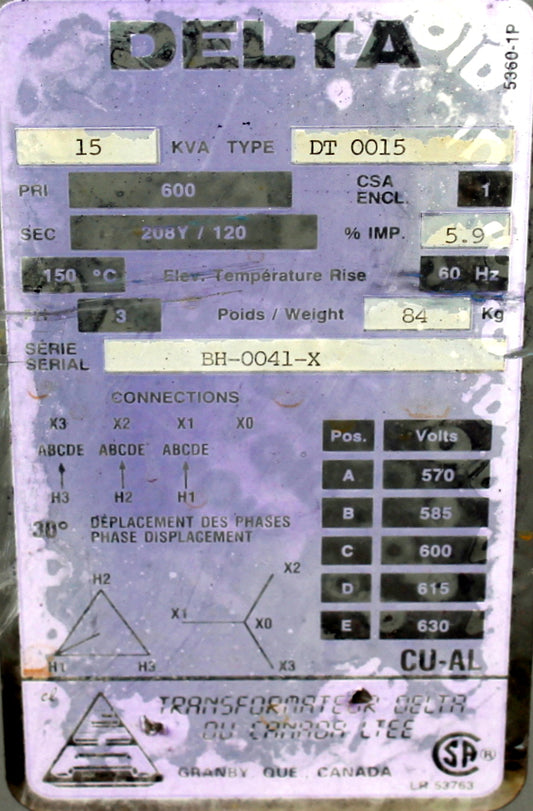 DELTA
5360-1P
15 KVA TYPE DT 0015
PRI 600 CSA ENCL. 1
SEC 208Y / 120 % IMP. 5.9
150 °C Elev. Température Rise 60 Hz
3 Poids / Weight 84 Kg
SÉRIE
SERIAL BH-0041-X
CONNECTIONS
X3 X2 X1 X0
ABCDE ABCDE ABCDE
H3 H2 H1
30° DÉPLACEMENT DES PHASES
PHASE DISPLACEMENT
Pos. Volts
A 570
B 585
C 600
D 615
E 630
H2
H1 H3
X2
X1 X0
X3
CU-AL
TRANSFORMATEUR DELTA
DU CANADA LTEE
GRANBY, QUE., CANADA
LR 53763